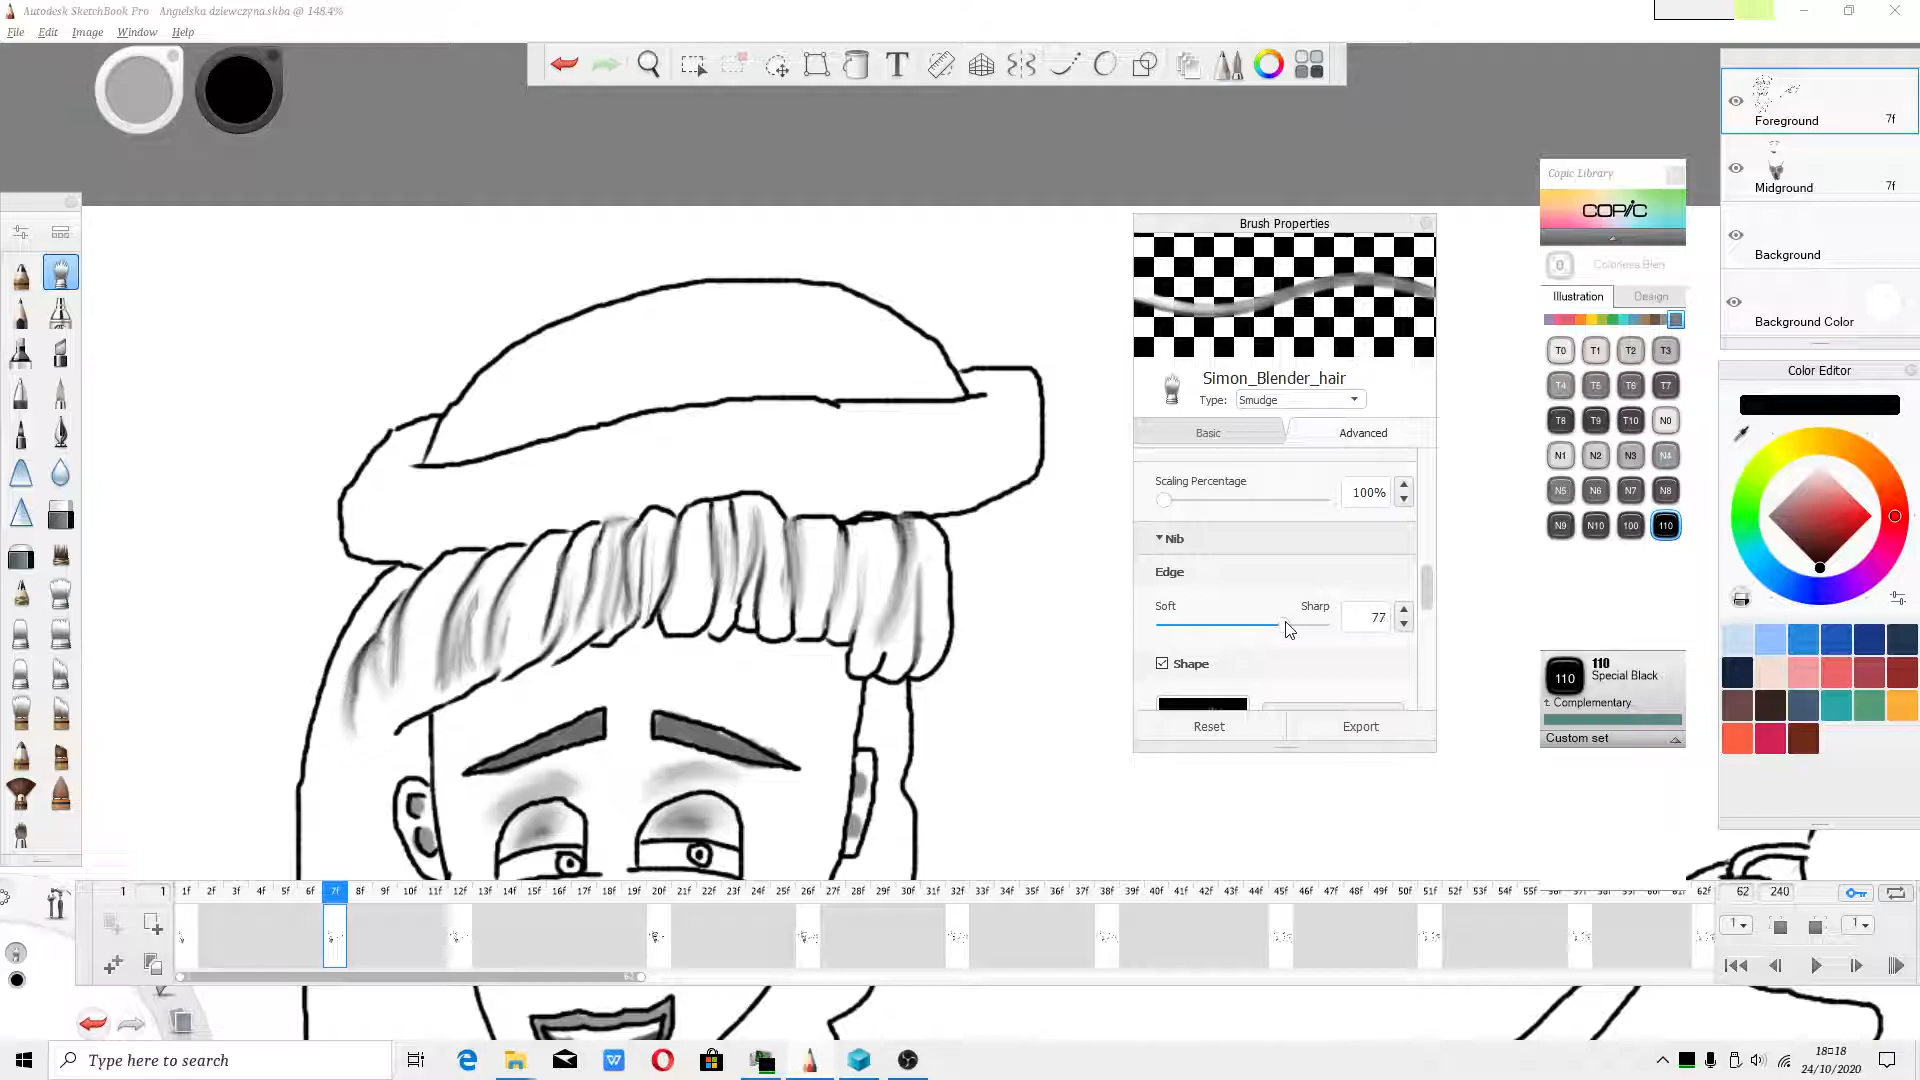 Autodesk SketchBook Pro Angielska dziewczyna.skba @ 148.4%
File Edit Image Window Help
T
Foreground 7f
Midground 7f
Background
Background Color
Copic Library
COPIC
0 Colorless Blen
Illustration Design
T0 T1 T2 T3
T4 T5 T6 T7
T8 T9 T10 N0
N1 N2 N3 N4
N5 N6 N7 N8
N9 N10 100 110
110 110
Special Black
1. Complementary
Custom set
Color Editor
Brush Properties
Simon_Blender_hair
Type: Smudge
Basic Advanced
Scaling Percentage
100%
Nib
Edge
Soft Sharp 77
Shape
Reset Export
1 1 1f 2f 3f 4f 5f 6f 7f 8f 9f 10f 11f 12f 13f 14f 15f 16f 17f 18f 19f 20f 21f 22f 23f 24f 25f 26f 27f 28f 29f 30f 31f 32f 33f 34f 35f 36f 37f 38f 39f 40f 41f 42f 43f 44f 45f 46f 47f 48f 49f 50f 51f 52f 53f 54f 55f 62f 62 240
1 1
62
Type here to search
18□18
24/10/2020